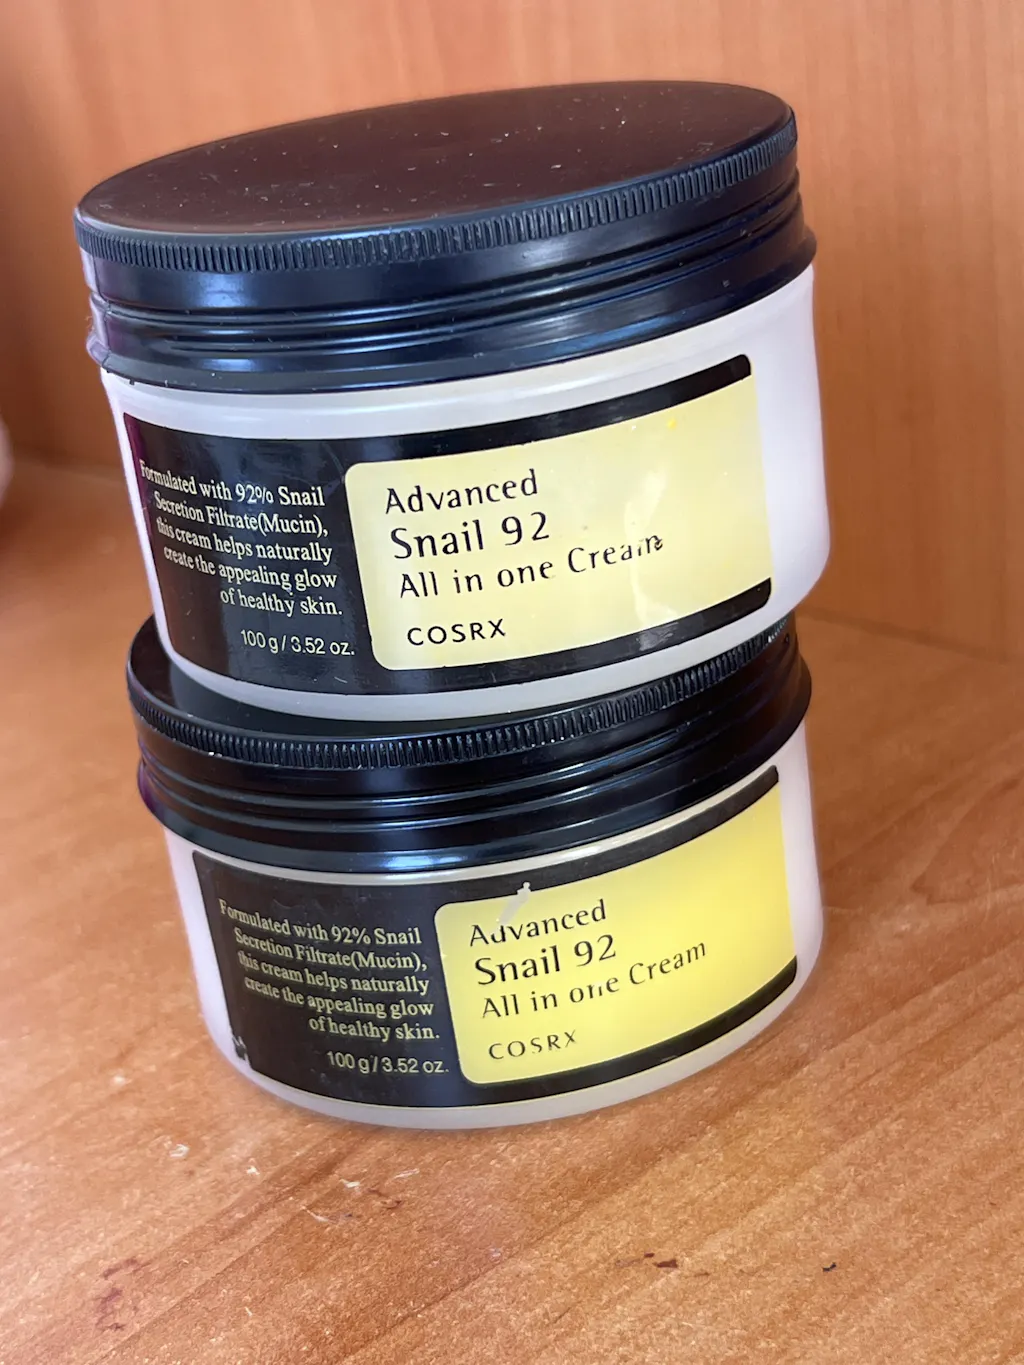 Formulated with 92% Snail
Secretion Filtrate(Mucin),
this cream helps naturally
create the appealing glow
of healthy skin.
100 g / 3.52 oz.
Advanced
Snail 92
All in one Cream
COSRX
Formulated with 92% Snail
Secretion Filtrate(Mucin),
this cream helps naturally
create the appealing glow
of healthy skin.
100 g / 3.52 oz.
Advanced
Snail 92
All in one Cream
COSRX